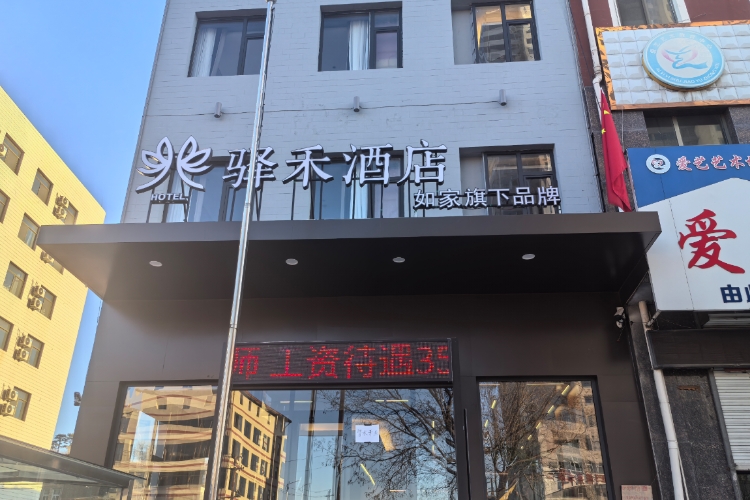 驿禾酒店
HOTEL
如家旗下品牌
爱艺艺术
爱
由
师 工资待遇35